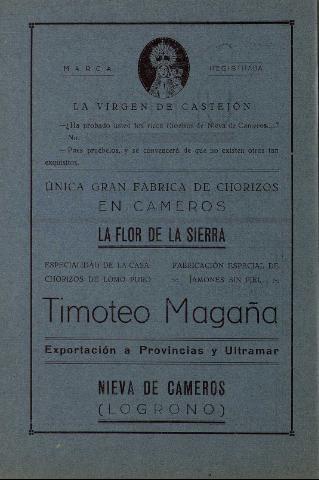 MARCA REGISTRADA
LA VIRGEN DE CASTEJÓN
—¿Ha probado usted los ricos chorizos de Nieva de Cameros...?
No.
—Pues pruébelos, y se convencerá de que no existen otros tan
exquisitos.
ÚNICA GRAN FÁBRICA DE CHORIZOS
EN CAMEROS
LA FLOR DE LA SIERRA
ESPECIALIDAD DE LA CASA: FABRICACIÓN ESPECIAL DE
CHORIZOS DE LOMO PURO -:- JAMONES SIN PIEL -:-
Timoteo Magaña
Exportación a Provincias y Ultramar
NIEVA DE CAMEROS
(LOGROÑO)